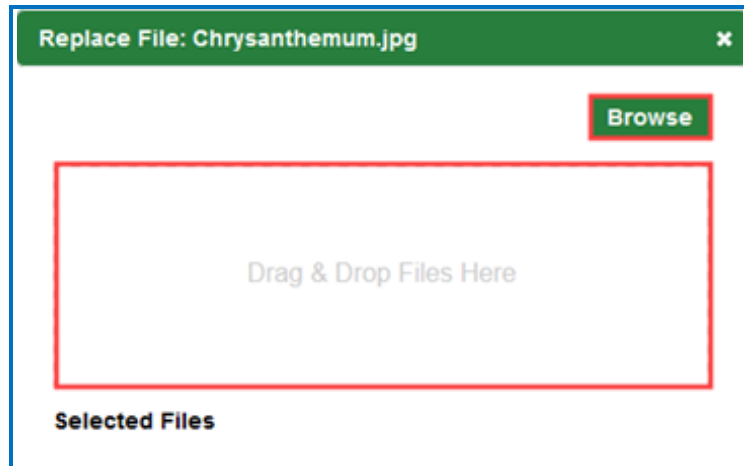 Replace File: Chrysanthemum.jpg
Browse
Drag & Drop Files Here
Selected Files